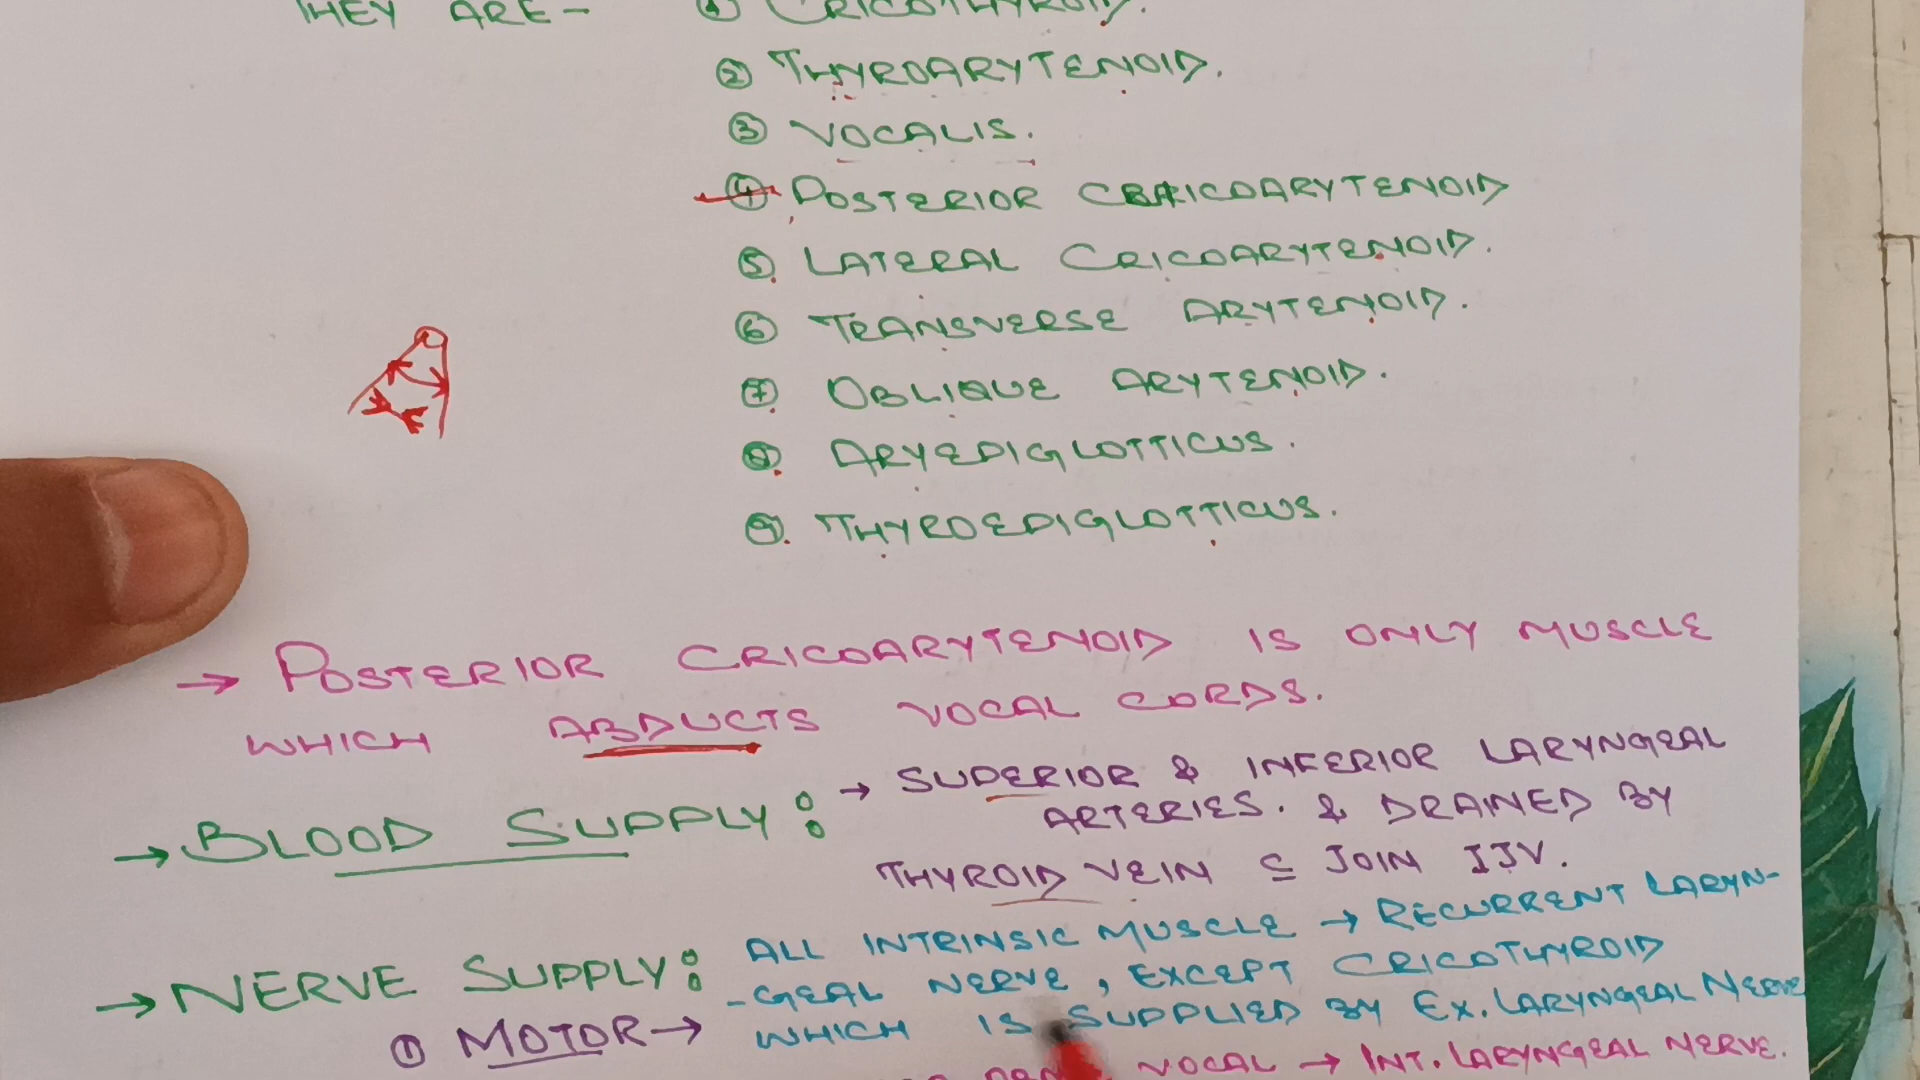 THEY ARE - ① CRICOTHYROID.
② THYROARYTENOID.
③ VOCALIS.
④ POSTERIOR CRICOARYTENOID
⑤ LATERAL CRICOARYTENOID.
⑥ TRANSVERSE ARYTENOID.
⑦ OBLIQUE ARYTENOID.
⑧ ARYEPIGLOTTICUS.
⑨ THYROEPIGLOTTICUS.
→ POSTERIOR CRICOARYTENOID IS ONLY MUSCLE
WHICH ABDUCTS VOCAL CORDS.
→ BLOOD SUPPLY : → SUPERIOR & INFERIOR LARYNGEAL
ARTERIES. & DRAINED BY
THYROID VEIN C JOIN IJV.
→ NERVE SUPPLY : ALL INTRINSIC MUSCLE → RECURRENT LARYN-
① MOTOR → -GEAL NERVE, EXCEPT CRICOTHYROID
WHICH IS SUPPLIED BY EX. LARYNGEAL NERVE
VOCAL → INT. LARYNGEAL NERVE.